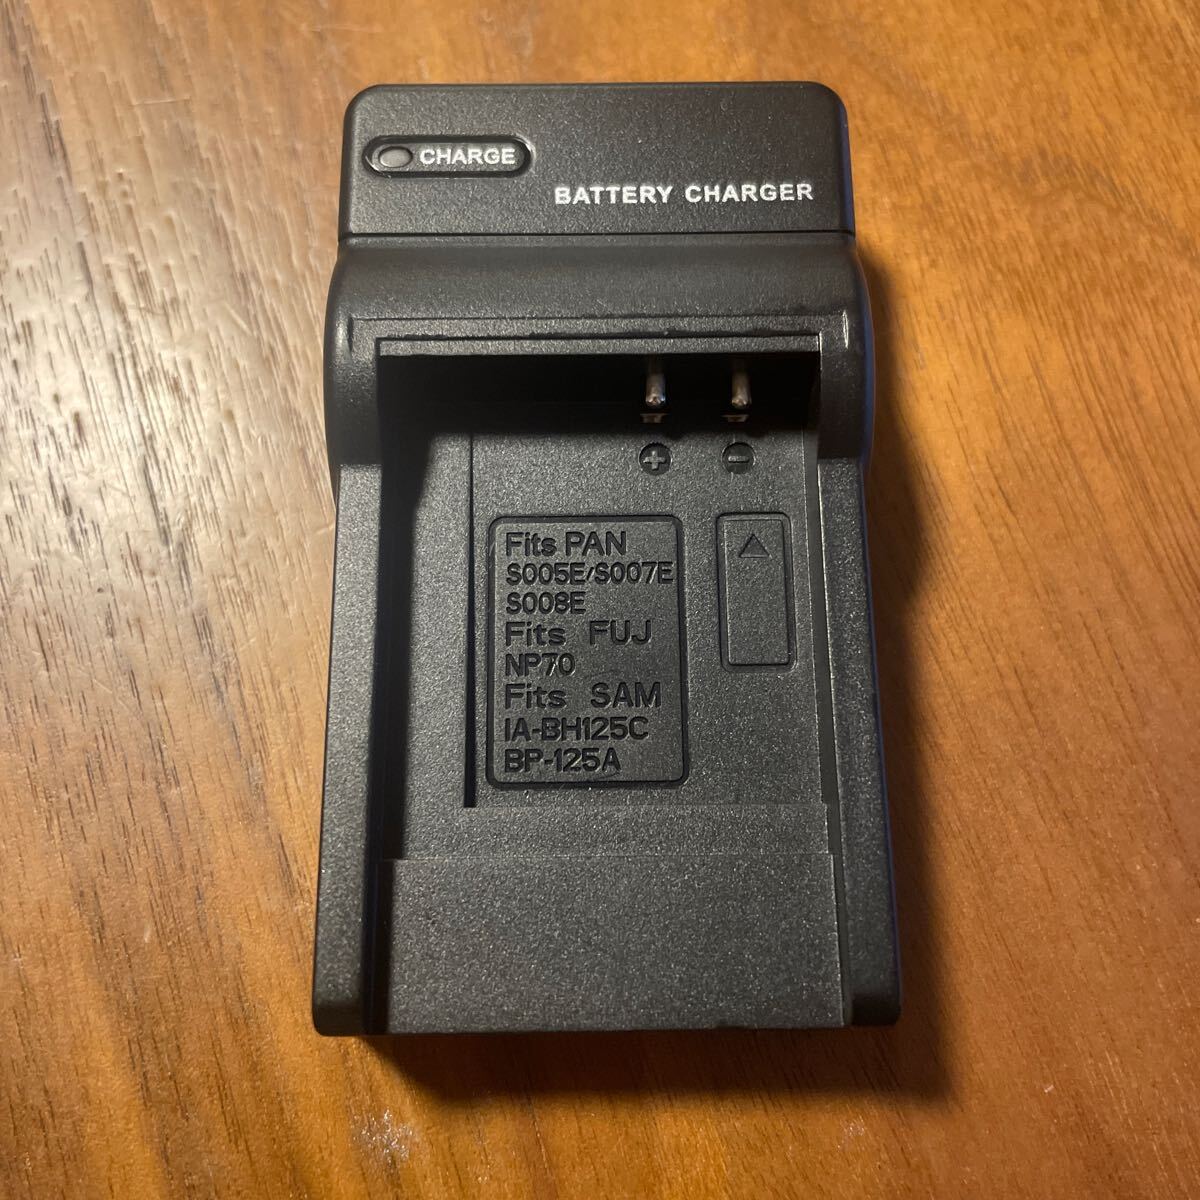 CHARGE
BATTERY CHARGER
+ -
Fits PAN
S005E/S007E
S008E
Fits FUJ
NP70
Fits SAM
IA-BH125C
BP-125A